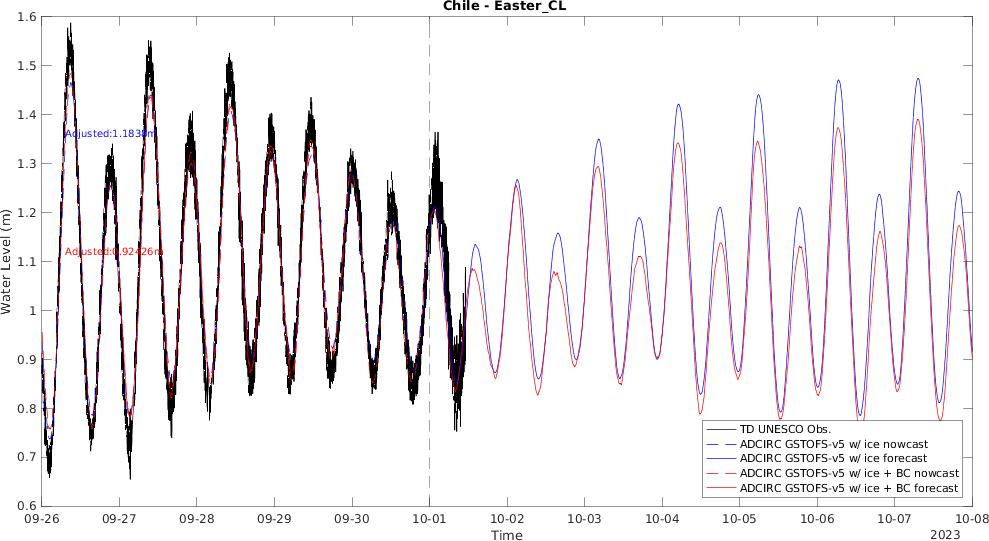 Chile - Easter_CL
1.6
1.5
1.4
1.3
1.2
1.1
1
0.9
0.8
0.7
0.6
Water Level (m)
Adjusted:1.1838m
Adjusted:0.92426m
TD UNESCO Obs.
ADCIRC GSTOFS-v5 w/ ice nowcast
ADCIRC GSTOFS-v5 w/ ice forecast
ADCIRC GSTOFS-v5 w/ ice + BC nowcast
ADCIRC GSTOFS-v5 w/ ice + BC forecast
09-26 09-27 09-28 09-29 09-30 10-01 10-02 10-03 10-04 10-05 10-06 10-07 10-08
Time
2023